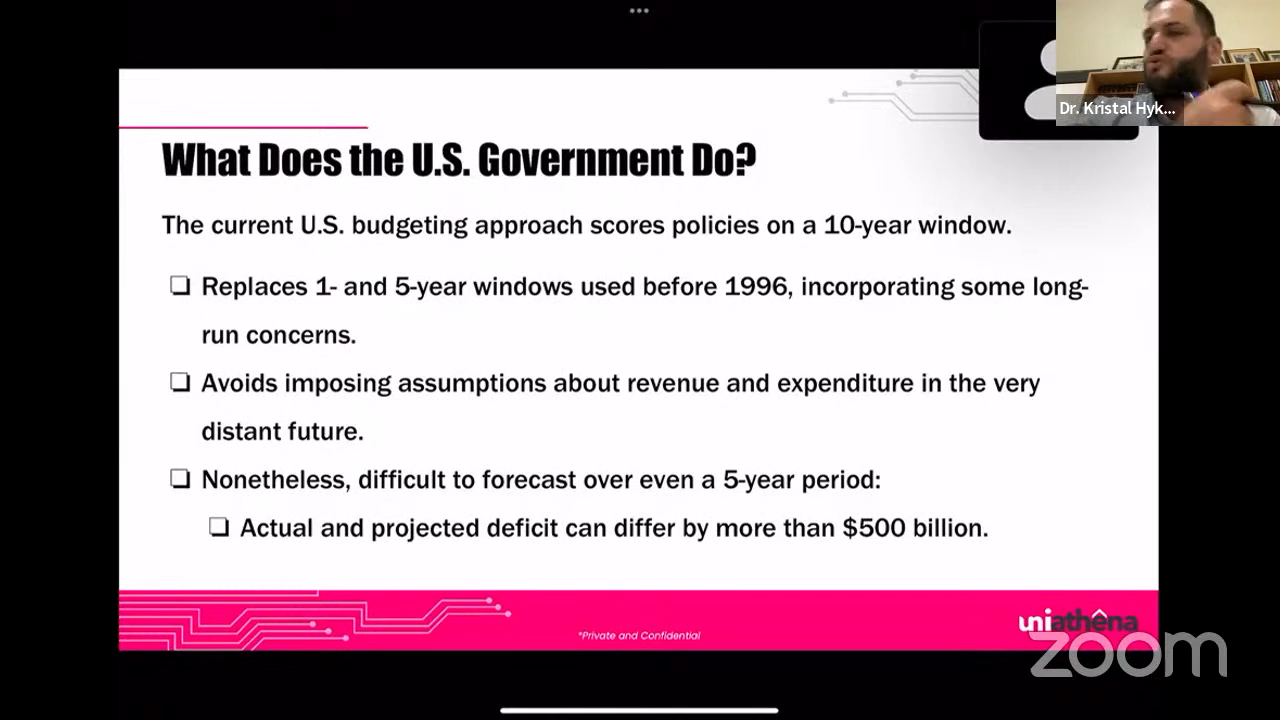 Dr. Kristal Hyk...
What Does the U.S. Government Do?
The current U.S. budgeting approach scores policies on a 10-year window.
❑ Replaces 1- and 5-year windows used before 1996, incorporating some long-
run concerns.
❑ Avoids imposing assumptions about revenue and expenditure in the very
distant future.
❑ Nonetheless, difficult to forecast over even a 5-year period:
❑ Actual and projected deficit can differ by more than $500 billion.
*Private and Confidential
uniathena
zoom